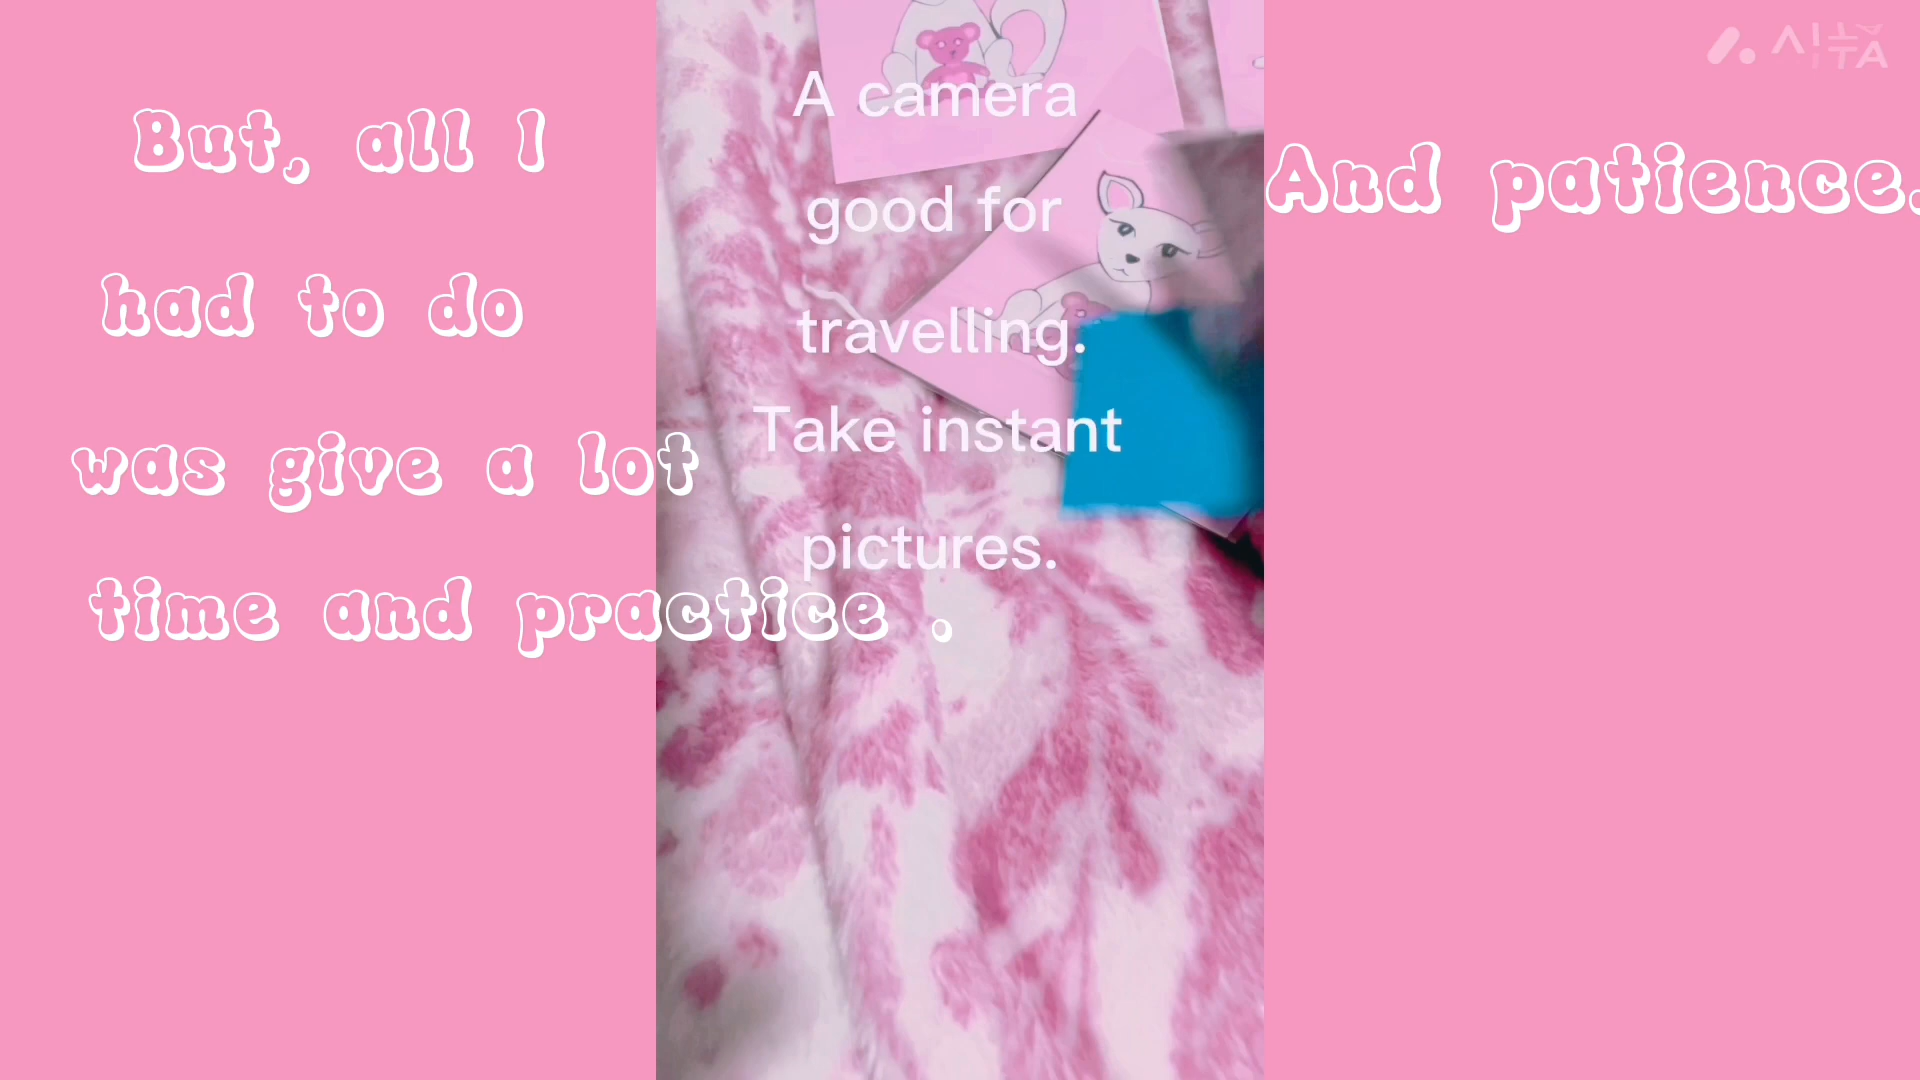 But, all I
had to do
was give a lot
time and practice .
A camera
good for
travelling.
Take instant
pictures.
And patience.